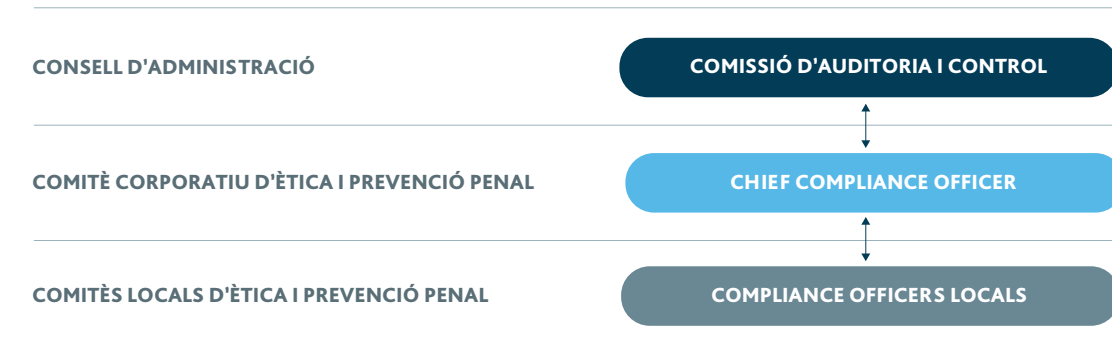 CONSELL D'ADMINISTRACIÓ
COMISSIÓ D'AUDITORIA I CONTROL
COMITÈ CORPORATIU D'ÈTICA I PREVENCIÓ PENAL
CHIEF COMPLIANCE OFFICER
COMITÈS LOCALS D'ÈTICA I PREVENCIÓ PENAL
COMPLIANCE OFFICERS LOCALS